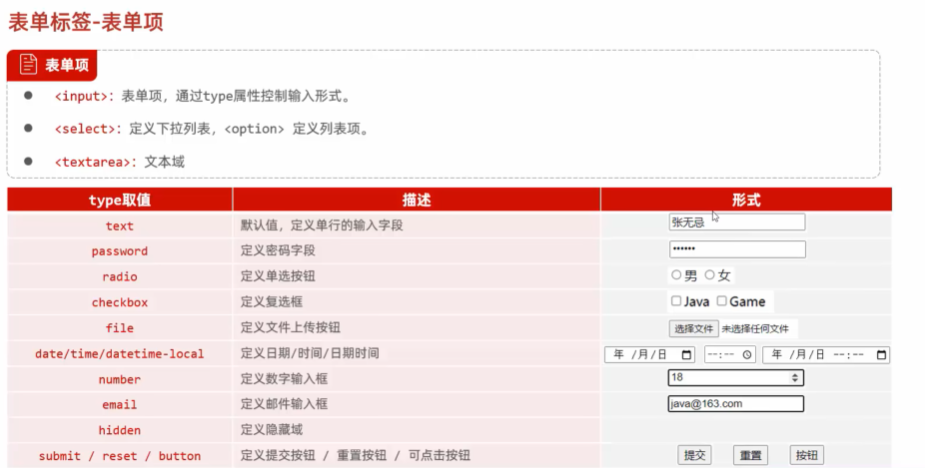 表单标签-表单项
表单项
<input>: 表单项，通过type属性控制输入形式。
<select>: 定义下拉列表，<option> 定义列表项。
<textarea>: 文本域
type取值 描述 形式
text 默认值，定义单行的输入字段 张无忌
password 定义密码字段 ••••••
radio 定义单选按钮 男 女
checkbox 定义复选框 Java Game
file 定义文件上传按钮 选择文件 未选择任何文件
date/time/datetime-local 定义日期/时间/日期时间 年 /月/日 --:-- 年 /月/日 --:--
number 定义数字输入框 18
email 定义邮件输入框 java@163.com
hidden 定义隐藏域
submit / reset / button 定义提交按钮 / 重置按钮 / 可点击按钮 提交 重置 按钮